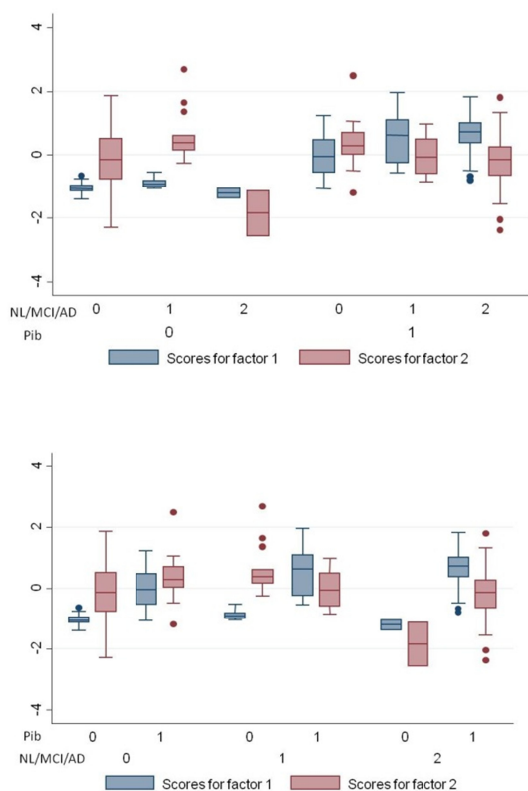 4
2
0
-2
-4
NL/MCI/AD 0 1 2 0 1 2
Pib 0 1
Scores for factor 1 Scores for factor 2
4
2
0
-2
-4
Pib 0 1 0 1 0 1
NL/MCI/AD 0 1 2
Scores for factor 1 Scores for factor 2